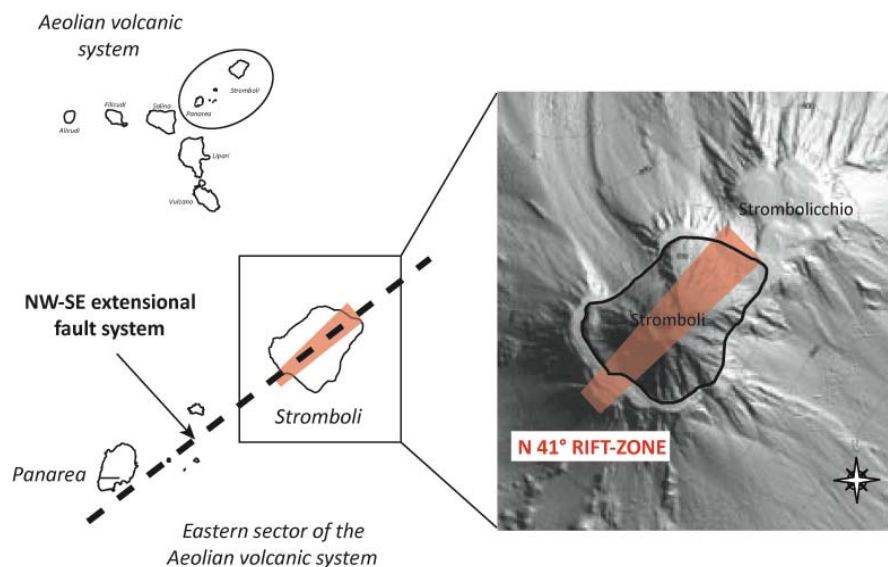 Aeolian volcanic
system
Stromboli
Panarea
Filicudi
Salina
Alicudi
Lipari
Vulcano
NW-SE extensional
fault system
Stromboli
Panarea
Eastern sector of the
Aeolian volcanic system
Strombolicchio
Stromboli
N 41° RIFT-ZONE